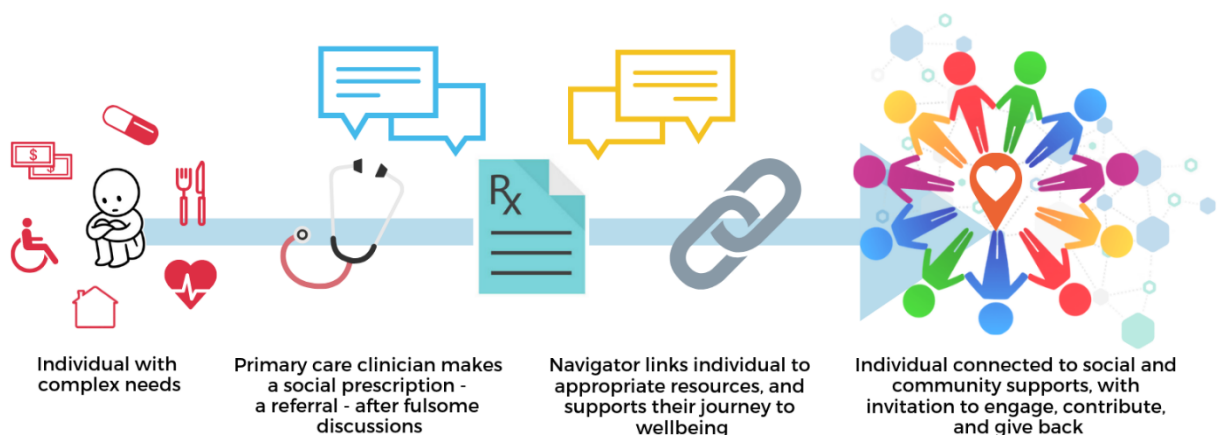 $
$
Rx
Individual with
complex needs
Primary care clinician makes
a social prescription -
a referral - after fulsome
discussions
Navigator links individual to
appropriate resources, and
supports their journey to
wellbeing
Individual connected to social and
community supports, with
invitation to engage, contribute,
and give back